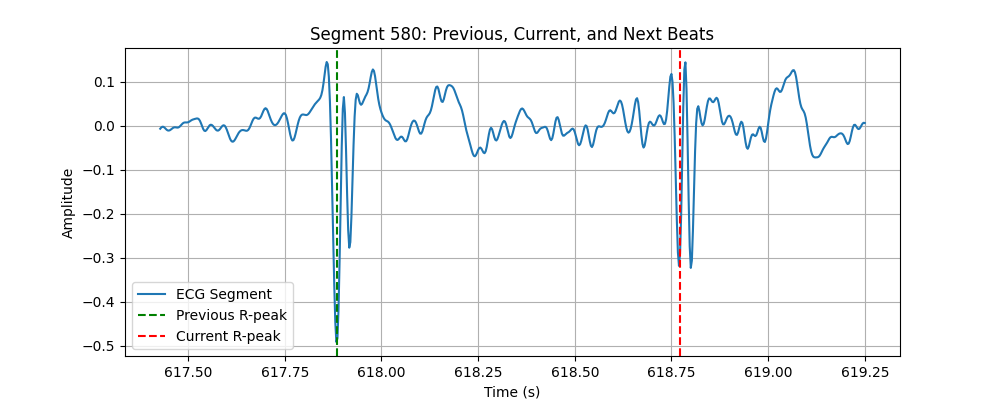 Segment 580: Previous, Current, and Next Beats
Amplitude
0.1
0.0
−0.1
−0.2
−0.3
−0.4
−0.5
ECG Segment
Previous R-peak
Current R-peak
617.50 617.75 618.00 618.25 618.50 618.75 619.00 619.25
Time (s)